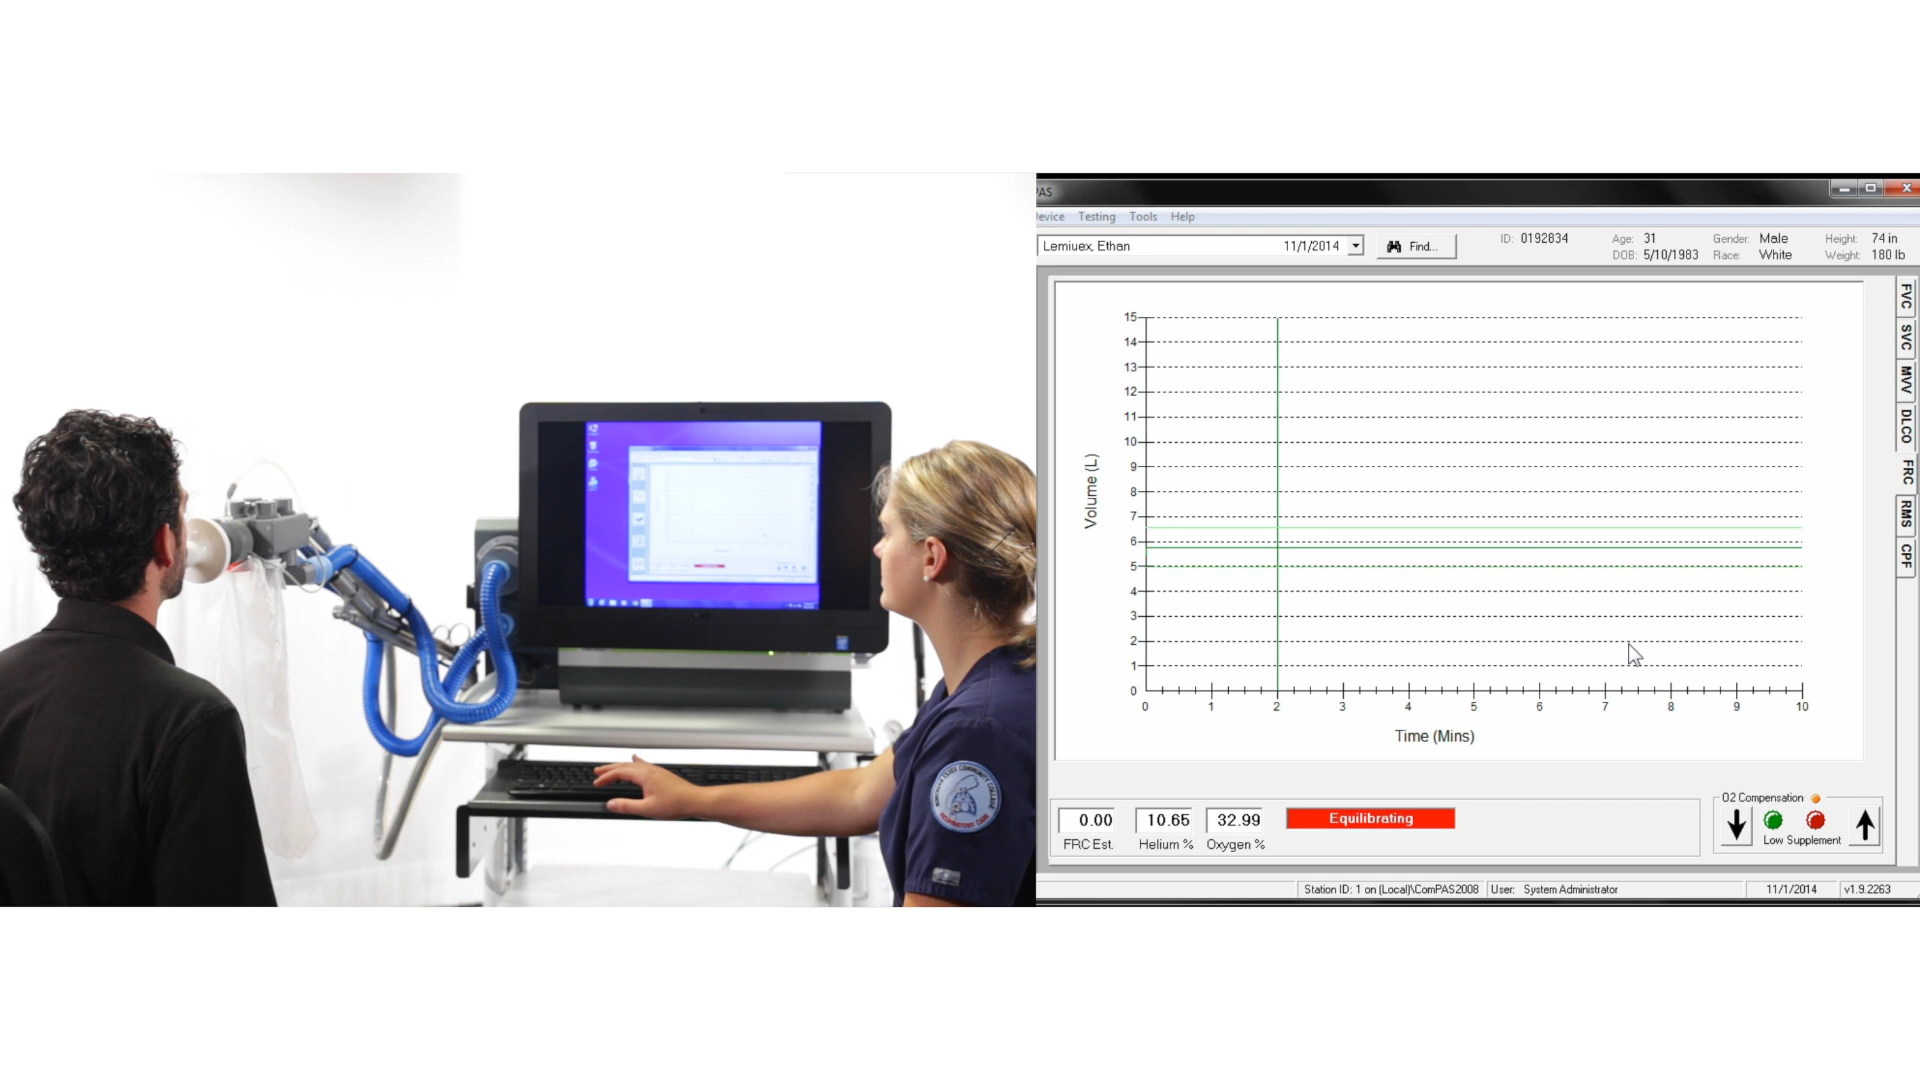 PAS
Device Testing Tools Help
Lemiuex, Ethan 11/1/2014 Find...
ID: 0192834
Age: 31
DOB: 5/10/1983
Gender: Male
Race: White
Height: 74 in
Weight: 180 lb
FVC
SVC
MVV
DLCO
FRC
RMS
CPF
Volume (L)
15
14
13
12
11
10
9
8
7
6
5
4
3
2
1
0
0 1 2 3 4 5 6 7 8 9 10
Time (Mins)
0.00 10.65 32.99 Equilibrating
FRC Est. Helium % Oxygen %
O2 Compensation
Low Supplement
Station ID: 1 on (Local)\ComPAS2008 User: System Administrator 11/1/2014 v1.9.2263